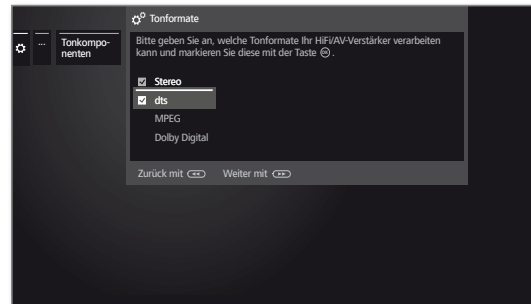 Tonformate
...
Tonkompo-
nenten
Bitte geben Sie an, welche Tonformate Ihr HiFi/AV-Verstärker verarbeiten
kann und markieren Sie diese mit der Taste OK.
Stereo
dts
MPEG
Dolby Digital
Zurück mit Weiter mit